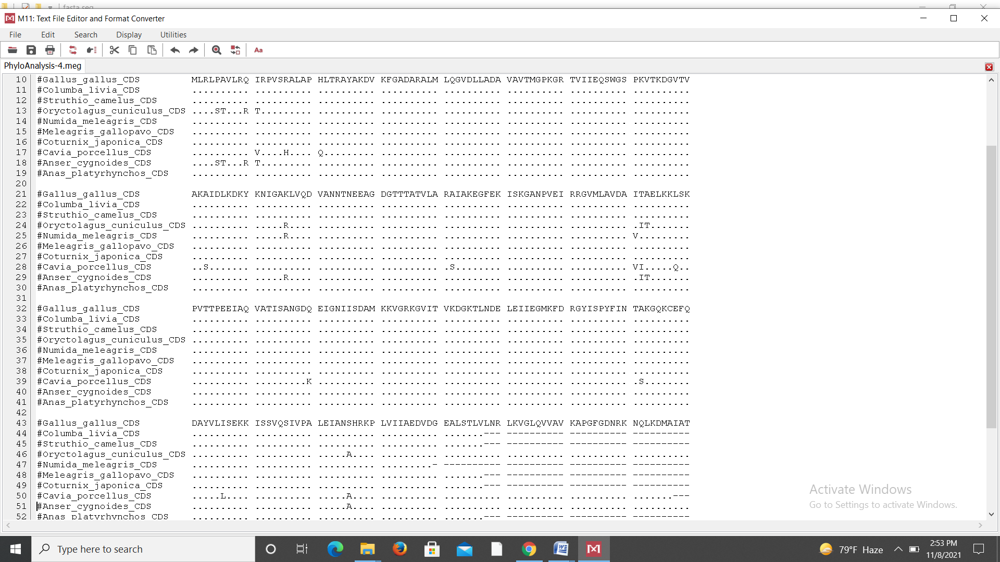 fasta seq
M11: Text File Editor and Format Converter
File Edit Search Display Utilities
Aa
PhyloAnalysis-4.meg
10 #Gallus_gallus_CDS MLRLPAVLRQ IRPVSRALAP HLTRAYAKDV KFGADARALM LQGVDLLADA VAVTMGPKGR TVIIEQSWGS PKVTKDGVTV
11 #Columba_livia_CDS .......... .......... .......... .......... .......... .......... .......... ..........
12 #Struthio_camelus_CDS .......... .......... .......... .......... .......... .......... .......... ..........
13 #Oryctolagus_cuniculus_CDS ....ST...R T......... .......... .......... .......... .......... .......... ..........
14 #Numida_meleagris_CDS .......... .......... .......... .......... .......... .......... .......... ..........
15 #Meleagris_gallopavo_CDS .......... .......... .......... .......... .......... .......... .......... ..........
16 #Coturnix_japonica_CDS .......... .......... .......... .......... .......... .......... .......... ..........
17 #Cavia_porcellus_CDS .......... V....H.... Q......... .......... .......... .......... .......... ..........
18 #Anser_cygnoides_CDS ....ST...R T......... .......... .......... .......... .......... .......... ..........
19 #Anas_platyrhynchos_CDS .......... .......... .......... .......... .......... .......... .......... ..........
20
21 #Gallus_gallus_CDS AKAIDLKDKY KNIGAKLVQD VANNTNEEAG DGTTTATVLA RAIAKEGFEK ISKGANPVEI RRGVMLAVDA ITAELKKLSK
22 #Columba_livia_CDS .......... .......... .......... .......... .......... .......... .......... ..........
23 #Struthio_camelus_CDS .......... .......... .......... .......... .......... .......... .......... ..........
24 #Oryctolagus_cuniculus_CDS .......... .....R.... .......... .......... .......... .......... .......... .IT.......
25 #Numida_meleagris_CDS .......... .....R.... .......... .......... .......... .......... .......... V.........
26 #Meleagris_gallopavo_CDS .......... .......... .......... .......... .......... .......... .......... ..........
27 #Coturnix_japonica_CDS .......... .......... .......... .......... .......... .......... .......... ..........
28 #Cavia_porcellus_CDS ..S....... .......... .......... .......... .S........ .......... .......... VI.....Q..
29 #Anser_cygnoides_CDS .......... .....R.... .......... .......... .......... .......... .......... .IT.......
30 #Anas_platyrhynchos_CDS .......... .......... .......... .......... .......... .......... .......... ..........
31
32 #Gallus_gallus_CDS PVTTPEEIAQ VATISANGDQ EIGNIISDAM KKVGRKGVIT VKDGKTLNDE LEIIEGMKFD RGYISPYFIN TAKGQKCEFQ
33 #Columba_livia_CDS .......... .......... .......... .......... .......... .......... .......... ..........
34 #Struthio_camelus_CDS .......... .......... .......... .......... .......... .......... .......... ..........
35 #Oryctolagus_cuniculus_CDS .......... .......... .......... .......... .......... .......... .......... ..........
36 #Numida_meleagris_CDS .......... .......... .......... .......... .......... .......... .......... ..........
37 #Meleagris_gallopavo_CDS .......... .......... .......... .......... .......... .......... .......... ..........
38 #Coturnix_japonica_CDS .......... .......... .......... .......... .......... .......... .......... ..........
39 #Cavia_porcellus_CDS .......... .........K .......... .......... .......... .......... .......... .S........
40 #Anser_cygnoides_CDS .......... .......... .......... .......... .......... .......... .......... ..........
41 #Anas_platyrhynchos_CDS .......... .......... .......... .......... .......... .......... .......... ..........
42
43 #Gallus_gallus_CDS DAYVLISEKK ISSVQSIVPA LEIANSHRKP LVIIAEDVDG EALSTLVLNR LKVGLQVVAV KAPGFGDNRK NQLKDMAIAT
44 #Columba_livia_CDS .......... .......... .......... .......... .......--- ---------- ---------- ----------
45 #Struthio_camelus_CDS .......... .......... .......... .......... .......--- ---------- ---------- ----------
46 #Oryctolagus_cuniculus_CDS .......... .......... .....A.... .......... .......... .......... .......... ..........
47 #Numida_meleagris_CDS .......... .......... .......... .........- ---------- ---------- ---------- ----------
48 #Meleagris_gallopavo_CDS .......... .......... .......... .......... .......--- ---------- ---------- ----------
49 #Coturnix_japonica_CDS .......... .......... .......... .......... .......--- ---------- ---------- ----------
50 #Cavia_porcellus_CDS .....L.... .......... .....A.... .......... .......... .......... .......... .......---
51 #Anser_cygnoides_CDS .......... .......... .....A.... .......... .......... .......... .......... ..........
52 #Anas_platyrhynchos_CDS .......... .......... .......... .......... .......--- ---------- ---------- ----------
Activate Windows
Go to Settings to activate Windows.
Type here to search
79°F Haze
2:53 PM
11/8/2021